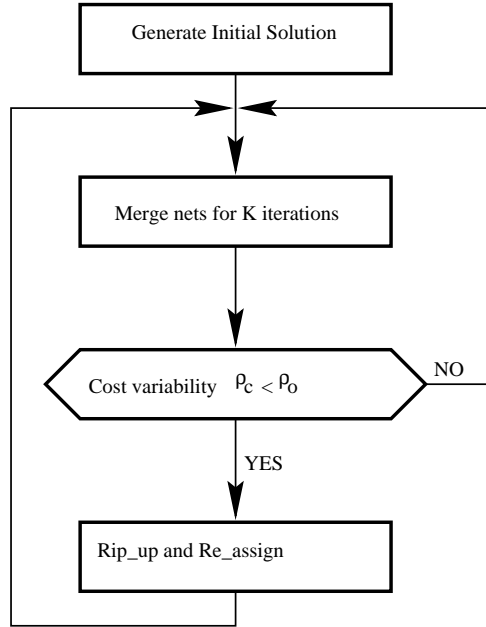 Generate Initial Solution
Merge nets for K iterations
Cost variability ρc < ρo
NO
YES
Rip_up and Re_assign